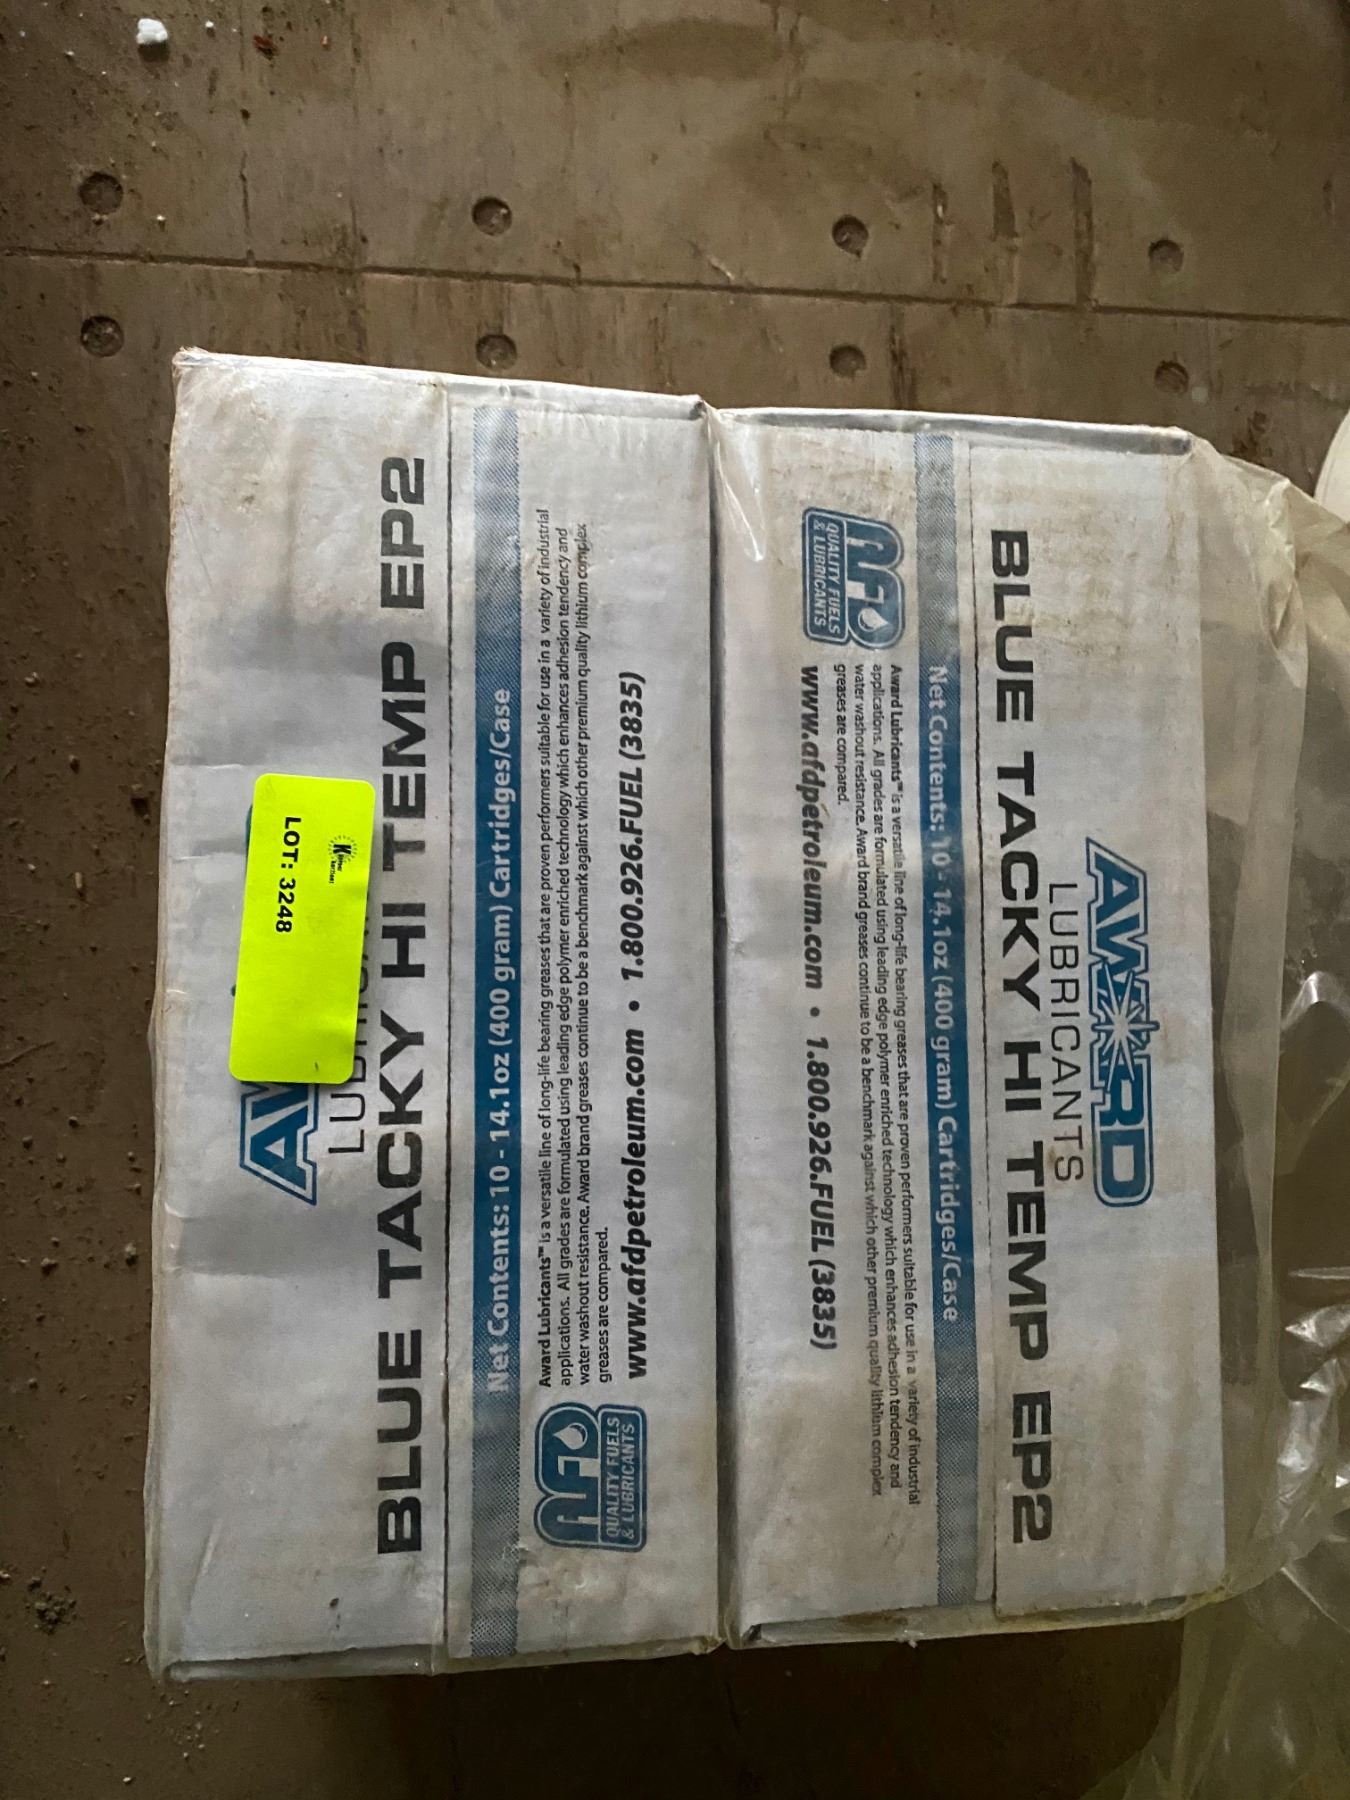 LOT: 3248
AW
BLUE TACKY HI TEMP EP2
Net Contents: 10 - 14.1oz (400 gram) Cartridges/Case
Award Lubricants™ is a versatile line of long-life bearing greases that are proven performers suitable for use in a variety of industrial
applications. All grades are formulated using leading edge polymer enriched technology which enhances adhesion tendency and
water washout resistance. Award brand greases continue to be a benchmark against which other premium quality lithium complex
greases are compared.
www.afdpetroleum.com • 1.800.926.FUEL (3835)
AFD
QUALITY FUELS
& LUBRICANTS
AWARD
LUBRICANTS
BLUE TACKY HI TEMP EP2
Net Contents: 10 - 14.1oz (400 gram) Cartridges/Case
Award Lubricants™ is a versatile line of long-life bearing greases that are proven performers suitable for use in a variety of industrial
applications. All grades are formulated using leading edge polymer enriched technology which enhances adhesion tendency and
water washout resistance. Award brand greases continue to be a benchmark against which other premium quality lithium complex
greases are compared.
www.afdpetroleum.com • 1.800.926.FUEL (3835)
AFD
QUALITY FUELS
& LUBRICANTS